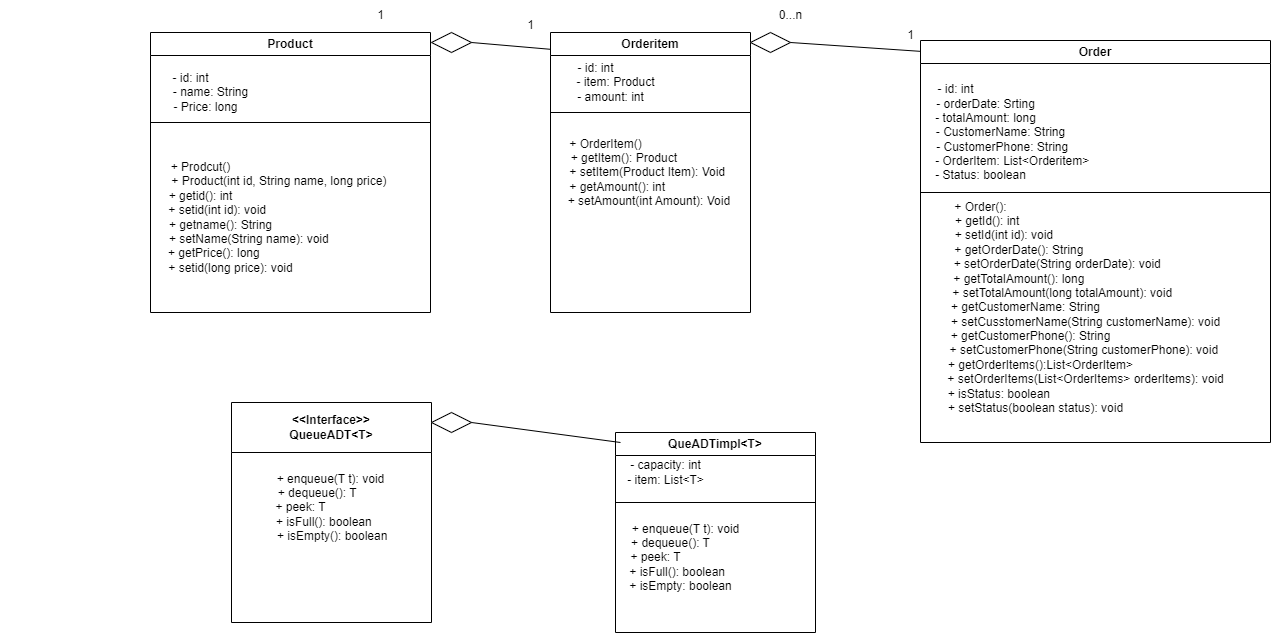 1
1
0...n
1
Product
- id: int
- name: String
- Price: long
+ Prodcut()
+ Product(int id, String name, long price)
+ getid(): int
+ setid(int id): void
+ getname(): String
+ setName(String name): void
+ getPrice(): long
+ setid(long price): void
Orderitem
- id: int
- item: Product
- amount: int
+ OrderItem()
+ getItem(): Product
+ setItem(Product Item): Void
+ getAmount(): int
+ setAmount(int Amount): Void
Order
- id: int
- orderDate: Srting
- totalAmount: long
- CustomerName: String
- CustomerPhone: String
- OrderItem: List<Orderitem>
- Status: boolean
+ Order():
+ getId(): int
+ setId(int id): void
+ getOrderDate(): String
+ setOrderDate(String orderDate): void
+ getTotalAmount(): long
+ setTotalAmount(long totalAmount): void
+ getCustomerName: String
+ setCusstomerName(String customerName): void
+ getCustomerPhone(): String
+ setCustomerPhone(String customerPhone): void
+ getOrderItems():List<OrderItem>
+ setOrderItems(List<OrderItems> orderItems): void
+ isStatus: boolean
+ setStatus(boolean status): void
<<Interface>>
QueueADT<T>
+ enqueue(T t): void
+ dequeue(): T
+ peek: T
+ isFull(): boolean
+ isEmpty(): boolean
QueADTimpl<T>
- capacity: int
- item: List<T>
+ enqueue(T t): void
+ dequeue(): T
+ peek: T
+ isFull(): boolean
+ isEmpty: boolean